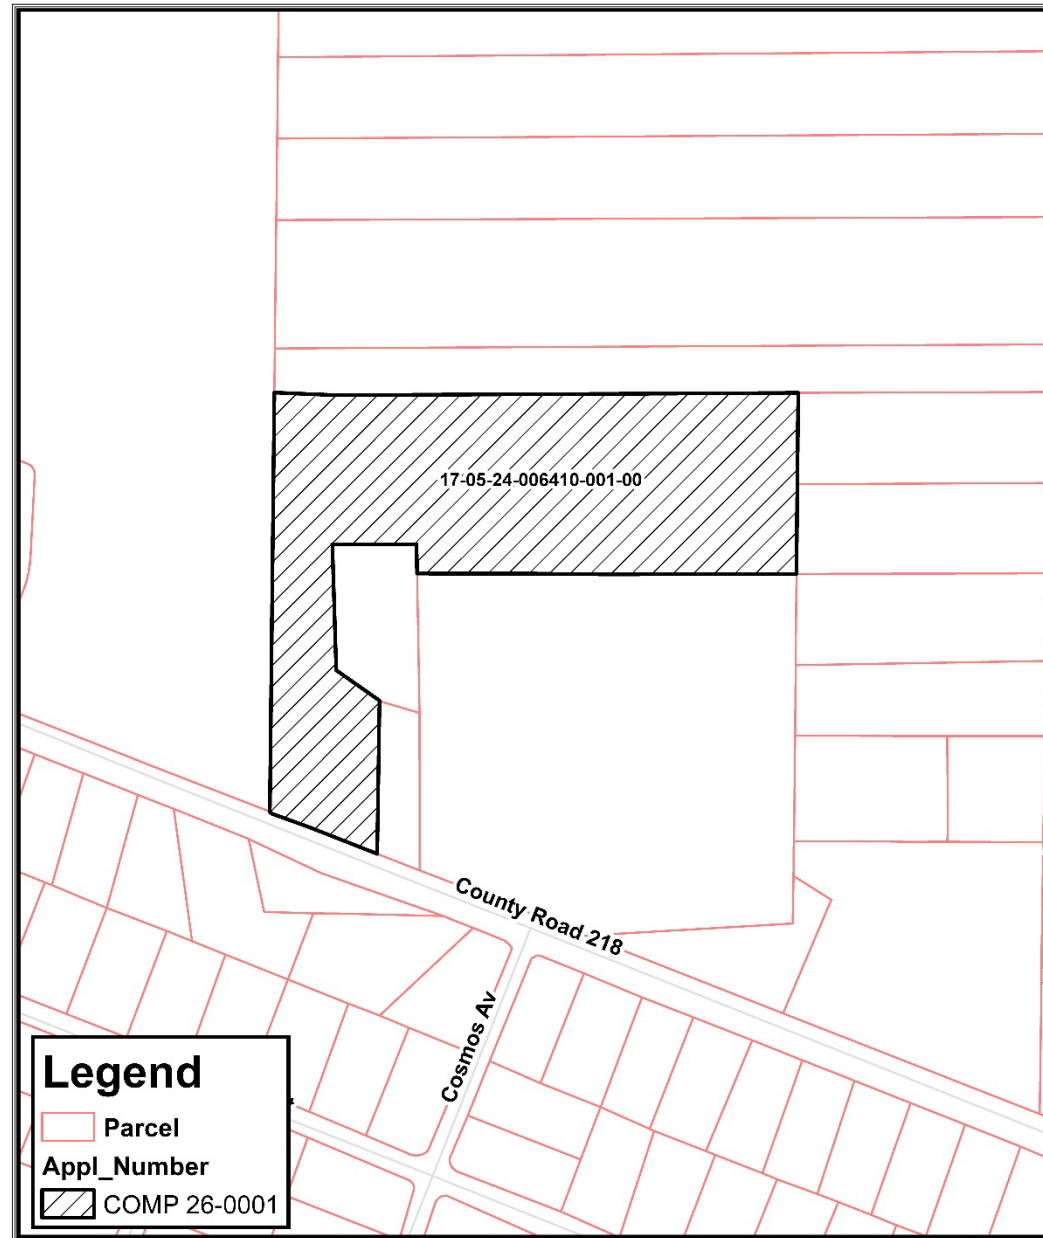 17-05-24-006410-001-00
County Road 218
Cosmos Av
Legend
Parcel
Appl_Number
COMP 26-0001